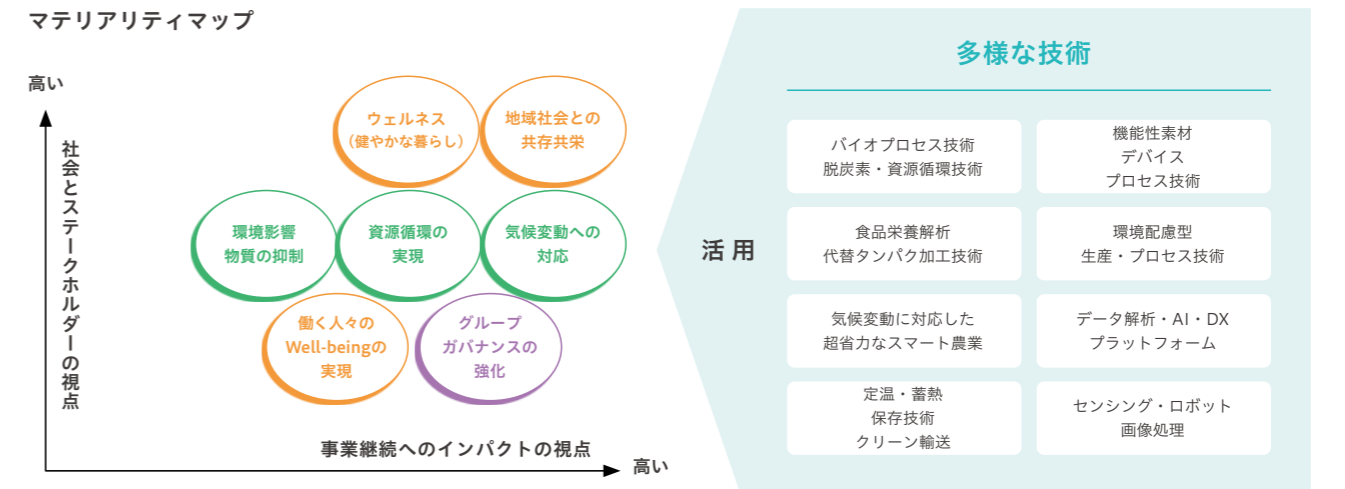 マテリアリティマップ
高い
社会とステークホルダーの視点
ウェルネス
（健やかな暮らし）
地域社会との
共存共栄
環境影響
物質の抑制
資源循環の
実現
気候変動への
対応
働く人々の
Well-beingの
実現
グループ
ガバナンスの
強化
事業継続へのインパクトの視点
高い
活用
多様な技術
バイオプロセス技術
脱炭素・資源循環技術
機能性素材
デバイス
プロセス技術
食品栄養解析
代替タンパク加工技術
環境配慮型
生産・プロセス技術
気候変動に対応した
超省力なスマート農業
データ解析・AI・DX
プラットフォーム
定温・蓄熱
保存技術
クリーン輸送
センシング・ロボット
画像処理